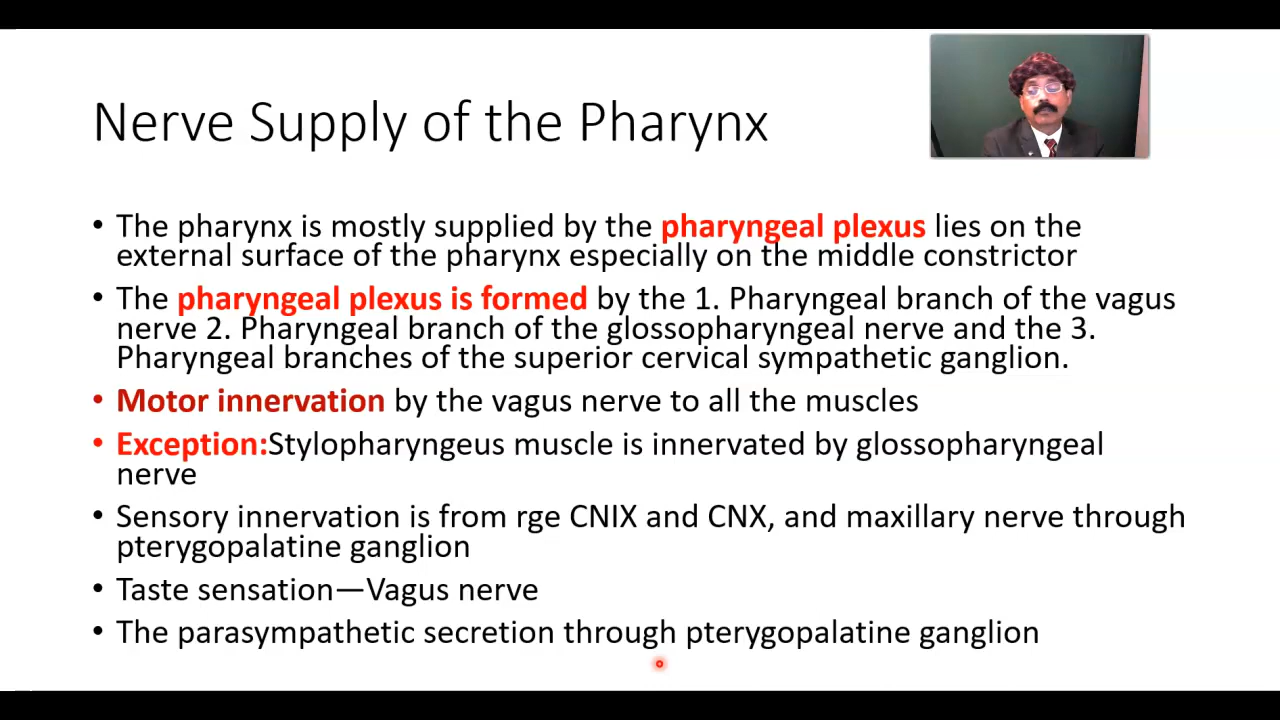 Nerve Supply of the Pharynx
• The pharynx is mostly supplied by the pharyngeal plexus lies on the
external surface of the pharynx especially on the middle constrictor
• The pharyngeal plexus is formed by the 1. Pharyngeal branch of the vagus
nerve 2. Pharyngeal branch of the glossopharyngeal nerve and the 3.
Pharyngeal branches of the superior cervical sympathetic ganglion.
• Motor innervation by the vagus nerve to all the muscles
• Exception:Stylopharyngeus muscle is innervated by glossopharyngeal
nerve
• Sensory innervation is from rge CNIX and CNX, and maxillary nerve through
pterygopalatine ganglion
• Taste sensation—Vagus nerve
• The parasympathetic secretion through pterygopalatine ganglion